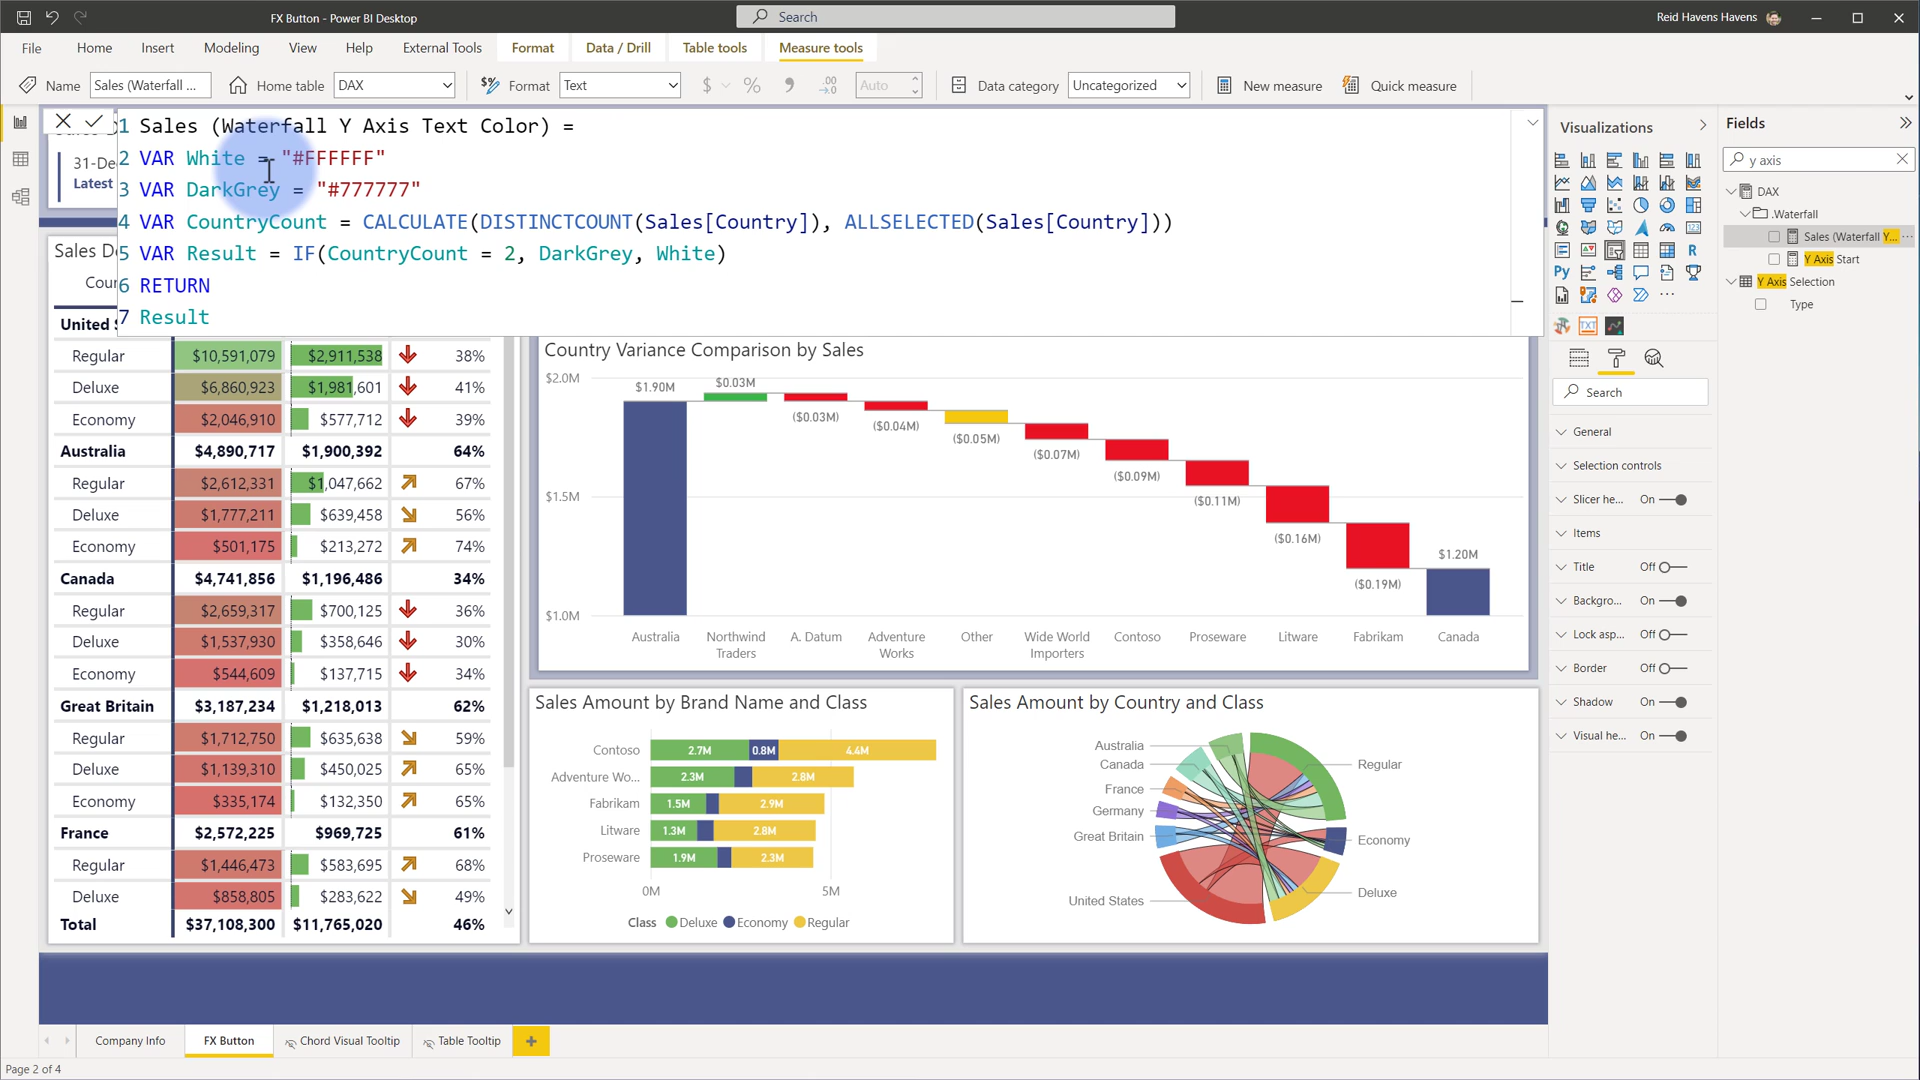 FX Button - Power BI Desktop
Search
Reid Havens Havens
File Home Insert Modeling View Help External Tools Format Data / Drill Table tools Measure tools
Name Sales (Waterfall ... Home table DAX Format Text $ % Auto Data category Uncategorized New measure Quick measure
1 Sales (Waterfall Y Axis Text Color) =
2 VAR White = "#FFFFFF"
3 VAR DarkGrey = "#777777"
4 VAR CountryCount = CALCULATE(DISTINCTCOUNT(Sales[Country]), ALLSELECTED(Sales[Country]))
5 VAR Result = IF(CountryCount = 2, DarkGrey, White)
6 RETURN
7 Result
31-De
Latest
Sales De
Cour
United S
Regular $10,591,079 $2,911,538 38%
Deluxe $6,860,923 $1,981,601 41%
Economy $2,046,910 $577,712 39%
Australia $4,890,717 $1,900,392 64%
Regular $2,612,331 $1,047,662 67%
Deluxe $1,777,211 $639,458 56%
Economy $501,175 $213,272 74%
Canada $4,741,856 $1,196,486 34%
Regular $2,659,317 $700,125 36%
Deluxe $1,537,930 $358,646 30%
Economy $544,609 $137,715 34%
Great Britain $3,187,234 $1,218,013 62%
Regular $1,712,750 $635,638 59%
Deluxe $1,139,310 $450,025 65%
Economy $335,174 $132,350 65%
France $2,572,225 $969,725 61%
Regular $1,446,473 $583,695 68%
Deluxe $858,805 $283,622 49%
Total $37,108,300 $11,765,020 46%
Country Variance Comparison by Sales
$2.0M
$1.5M
$1.0M
$1.90M
$0.03M
($0.03M)
($0.04M)
($0.05M)
($0.07M)
($0.09M)
($0.11M)
($0.16M)
($0.19M)
$1.20M
Australia Northwind A. Datum Adventure Other Wide World Contoso Proseware Litware Fabrikam Canada
Traders Works Importers
Sales Amount by Brand Name and Class
Contoso 2.7M 0.8M 4.4M
Adventure Wo... 2.3M 2.8M
Fabrikam 1.5M 2.9M
Litware 1.3M 2.8M
Proseware 1.9M 2.3M
0M 5M
Class Deluxe Economy Regular
Sales Amount by Country and Class
Australia
Canada
France
Germany
Great Britain
United States
Regular
Economy
Deluxe
Visualizations
R
Py
TXT
Search
General
Selection controls
Slicer he... On
Items
Title Off
Backgro... On
Lock asp... Off
Border Off
Shadow On
Visual he... On
Fields
y axis
DAX
.Waterfall
Sales (Waterfall Y... ...
Y Axis Start
Y Axis Selection
Type
Company Info FX Button Chord Visual Tooltip Table Tooltip +
Page 2 of 4